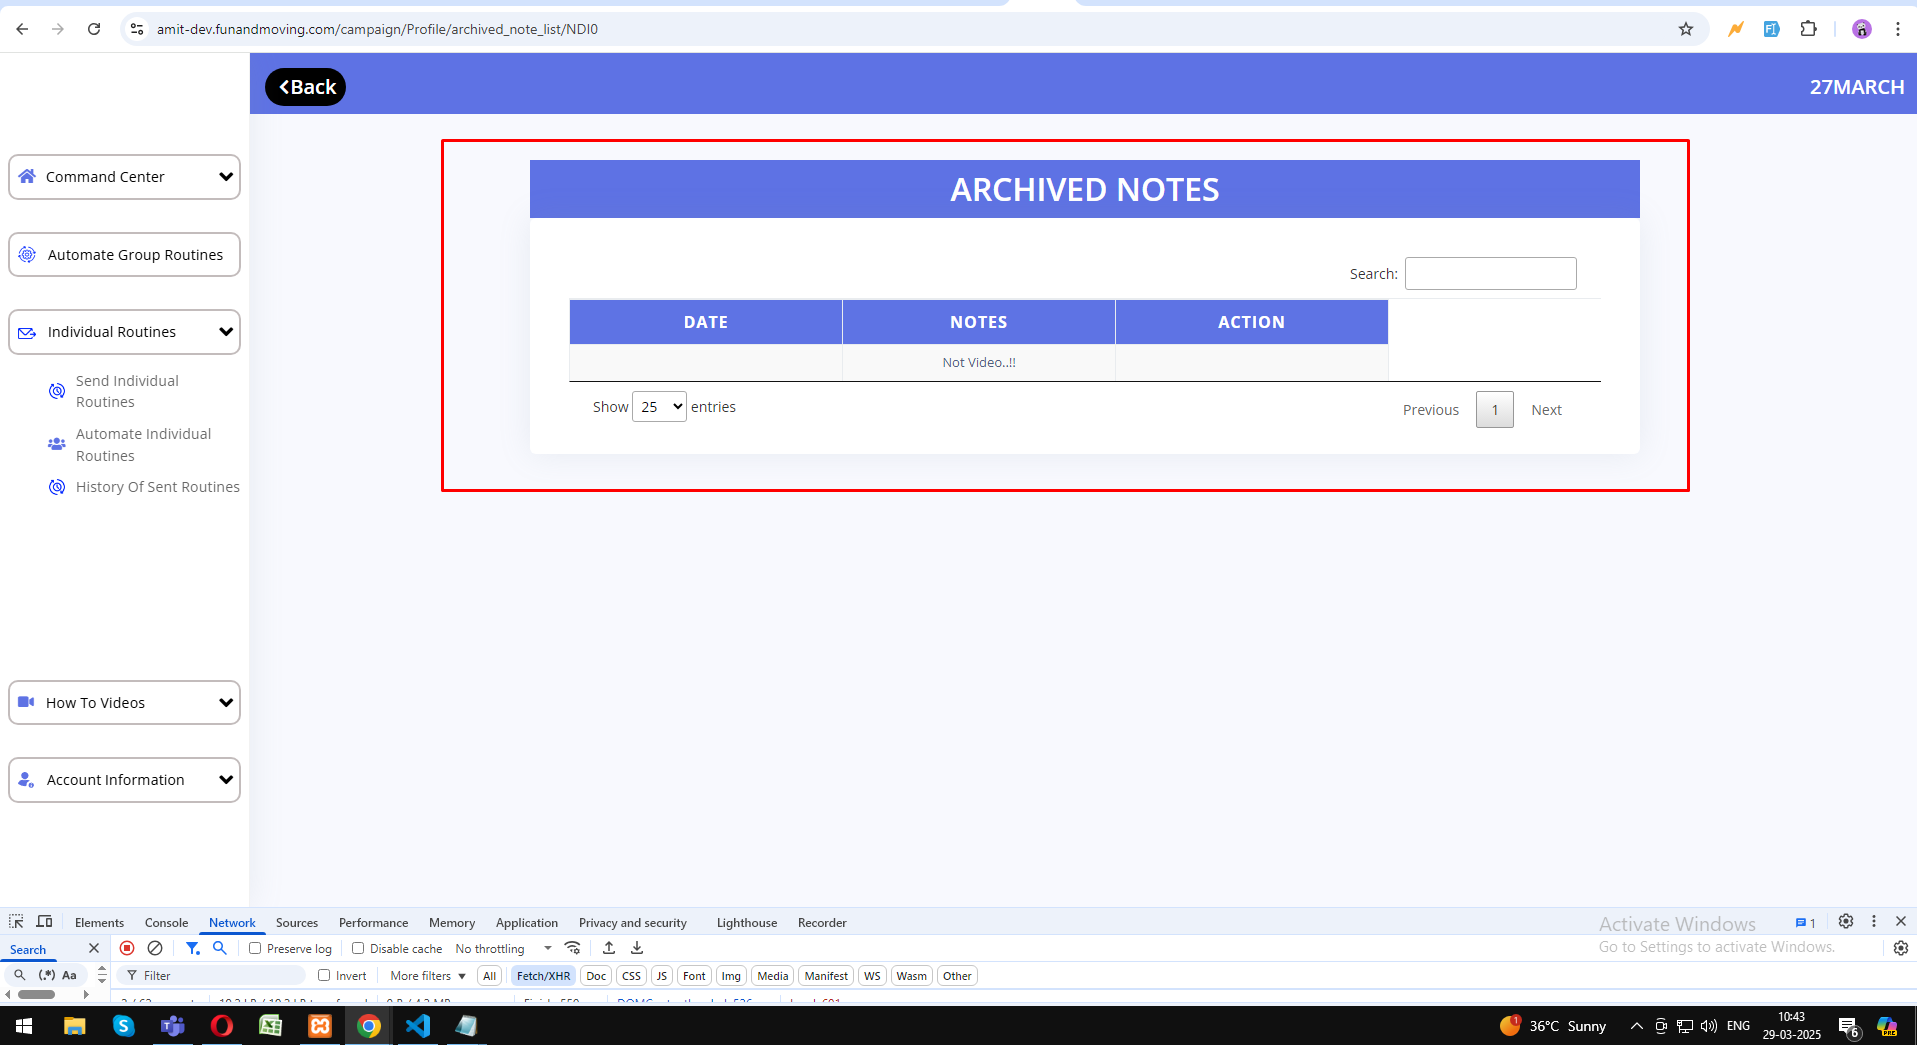 amit-dev.funandmoving.com/campaign/Profile/archived_note_list/NDI0
Back
27MARCH
Command Center
Automate Group Routines
Individual Routines
Send Individual
Routines
Automate Individual
Routines
History Of Sent Routines
How To Videos
Account Information
ARCHIVED NOTES
Search:
DATE NOTES ACTION
Not Video..!!
Show 25 entries
Previous 1 Next
Elements Console Network Sources Performance Memory Application Privacy and security Lighthouse Recorder
1
Activate Windows
Go to Settings to activate Windows.
Search
Preserve log Disable cache No throttling
(.*) Aa
Filter Invert More filters All Fetch/XHR Doc CSS JS Font Img Media Manifest WS Wasm Other
1 36°C Sunny ENG
10:43
29-03-2025
6
PRE